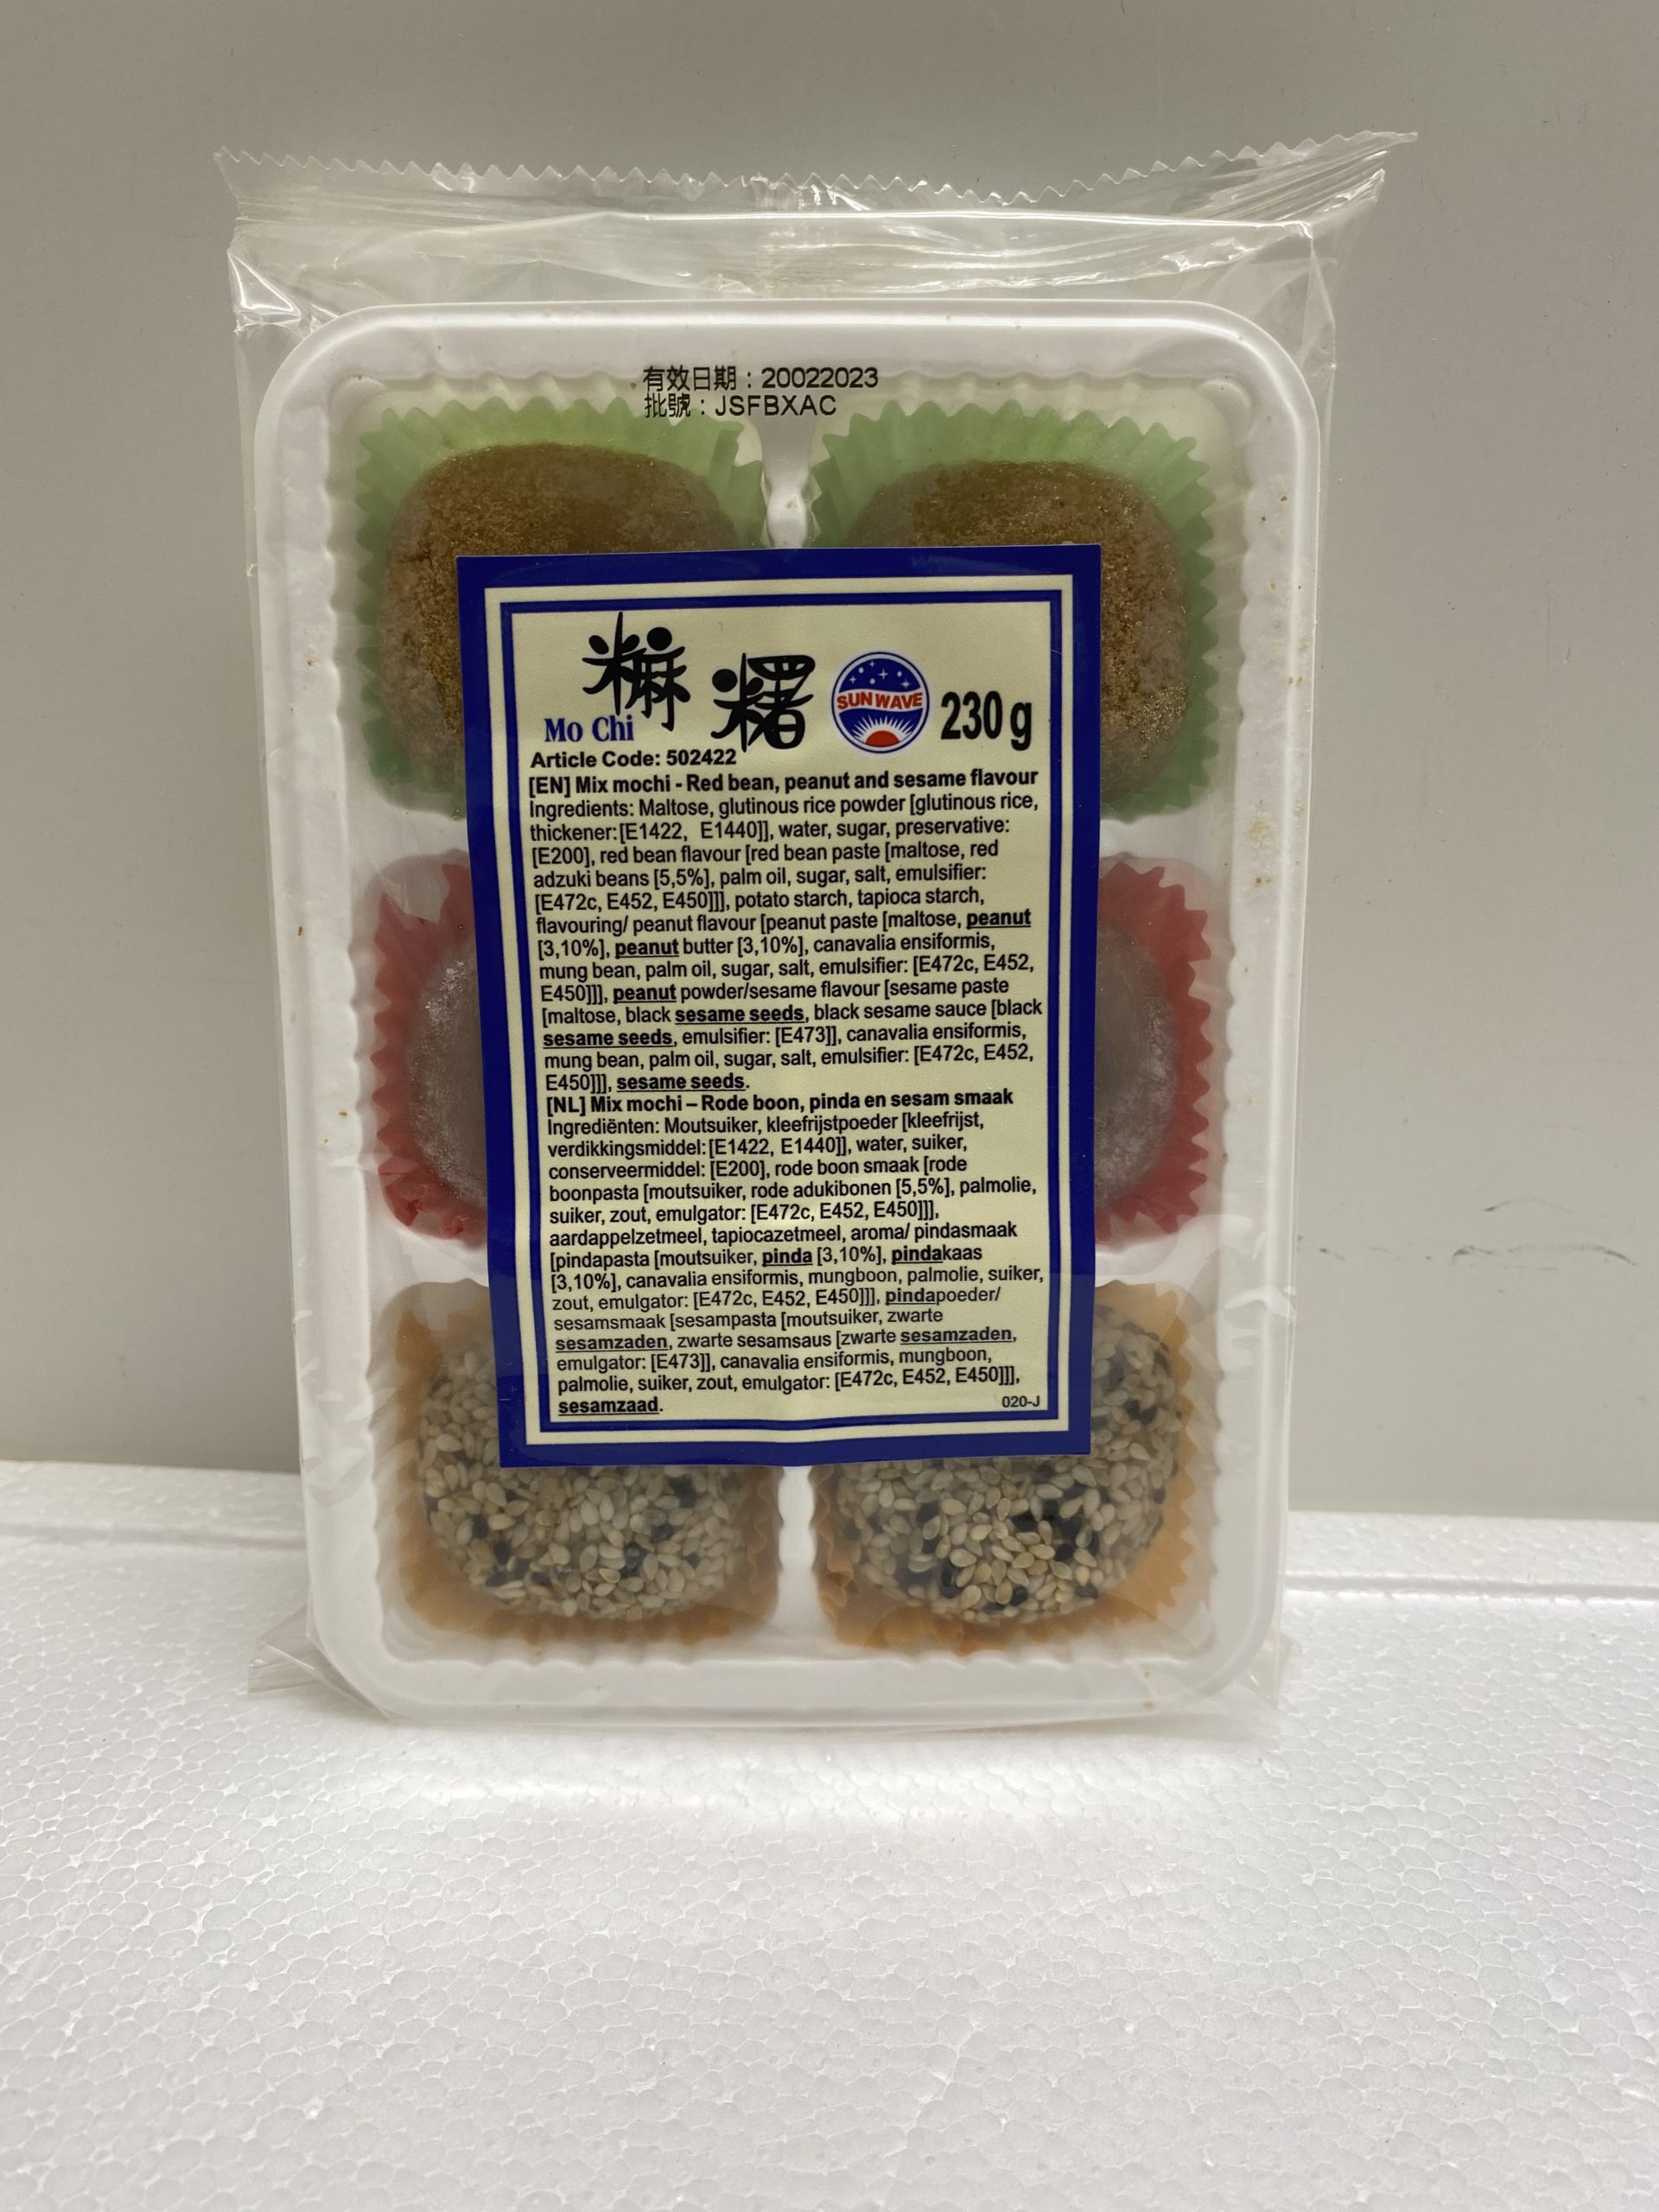 有效日期：20022023
批號：JSFBXAC
糍糬
Mo Chi
SUN WAVE
230 g
Article Code: 502422
[EN] Mix mochi - Red bean, peanut and sesame flavour
Ingredients: Maltose, glutinous rice powder [glutinous rice,
thickener:[E1422, E1440]], water, sugar, preservative:
[E200], red bean flavour [red bean paste [maltose, red
adzuki beans [5,5%], palm oil, sugar, salt, emulsifier:
[E472c, E452, E450]]], potato starch, tapioca starch,
flavouring/ peanut flavour [peanut paste [maltose, peanut
[3,10%], peanut butter [3,10%], canavalia ensiformis,
mung bean, palm oil, sugar, salt, emulsifier: [E472c, E452,
E450]]], peanut powder/sesame flavour [sesame paste
[maltose, black sesame seeds, black sesame sauce [black
sesame seeds, emulsifier: [E473]], canavalia ensiformis,
mung bean, palm oil, sugar, salt, emulsifier: [E472c, E452,
E450]]], sesame seeds.
[NL] Mix mochi – Rode boon, pinda en sesam smaak
Ingrediënten: Moutsuiker, kleefrijstpoeder [kleefrijst,
verdikkingsmiddel:[E1422, E1440]], water, suiker,
conserveermiddel: [E200], rode boon smaak [rode
boonpasta [moutsuiker, rode adukibonen [5,5%], palmolie,
suiker, zout, emulgator: [E472c, E452, E450]]],
aardappelzetmeel, tapiocazetmeel, aroma/ pindasmaak
[pindapasta [moutsuiker, pinda [3,10%], pindakaas
[3,10%], canavalia ensiformis, mungboon, palmolie, suiker,
zout, emulgator: [E472c, E452, E450]]], pindapoeder/
sesamsmaak [sesampasta [moutsuiker, zwarte
sesamzaden, zwarte sesamsaus [zwarte sesamzaden,
emulgator: [E473]], canavalia ensiformis, mungboon,
palmolie, suiker, zout, emulgator: [E472c, E452, E450]]],
sesamzaad.
020-J